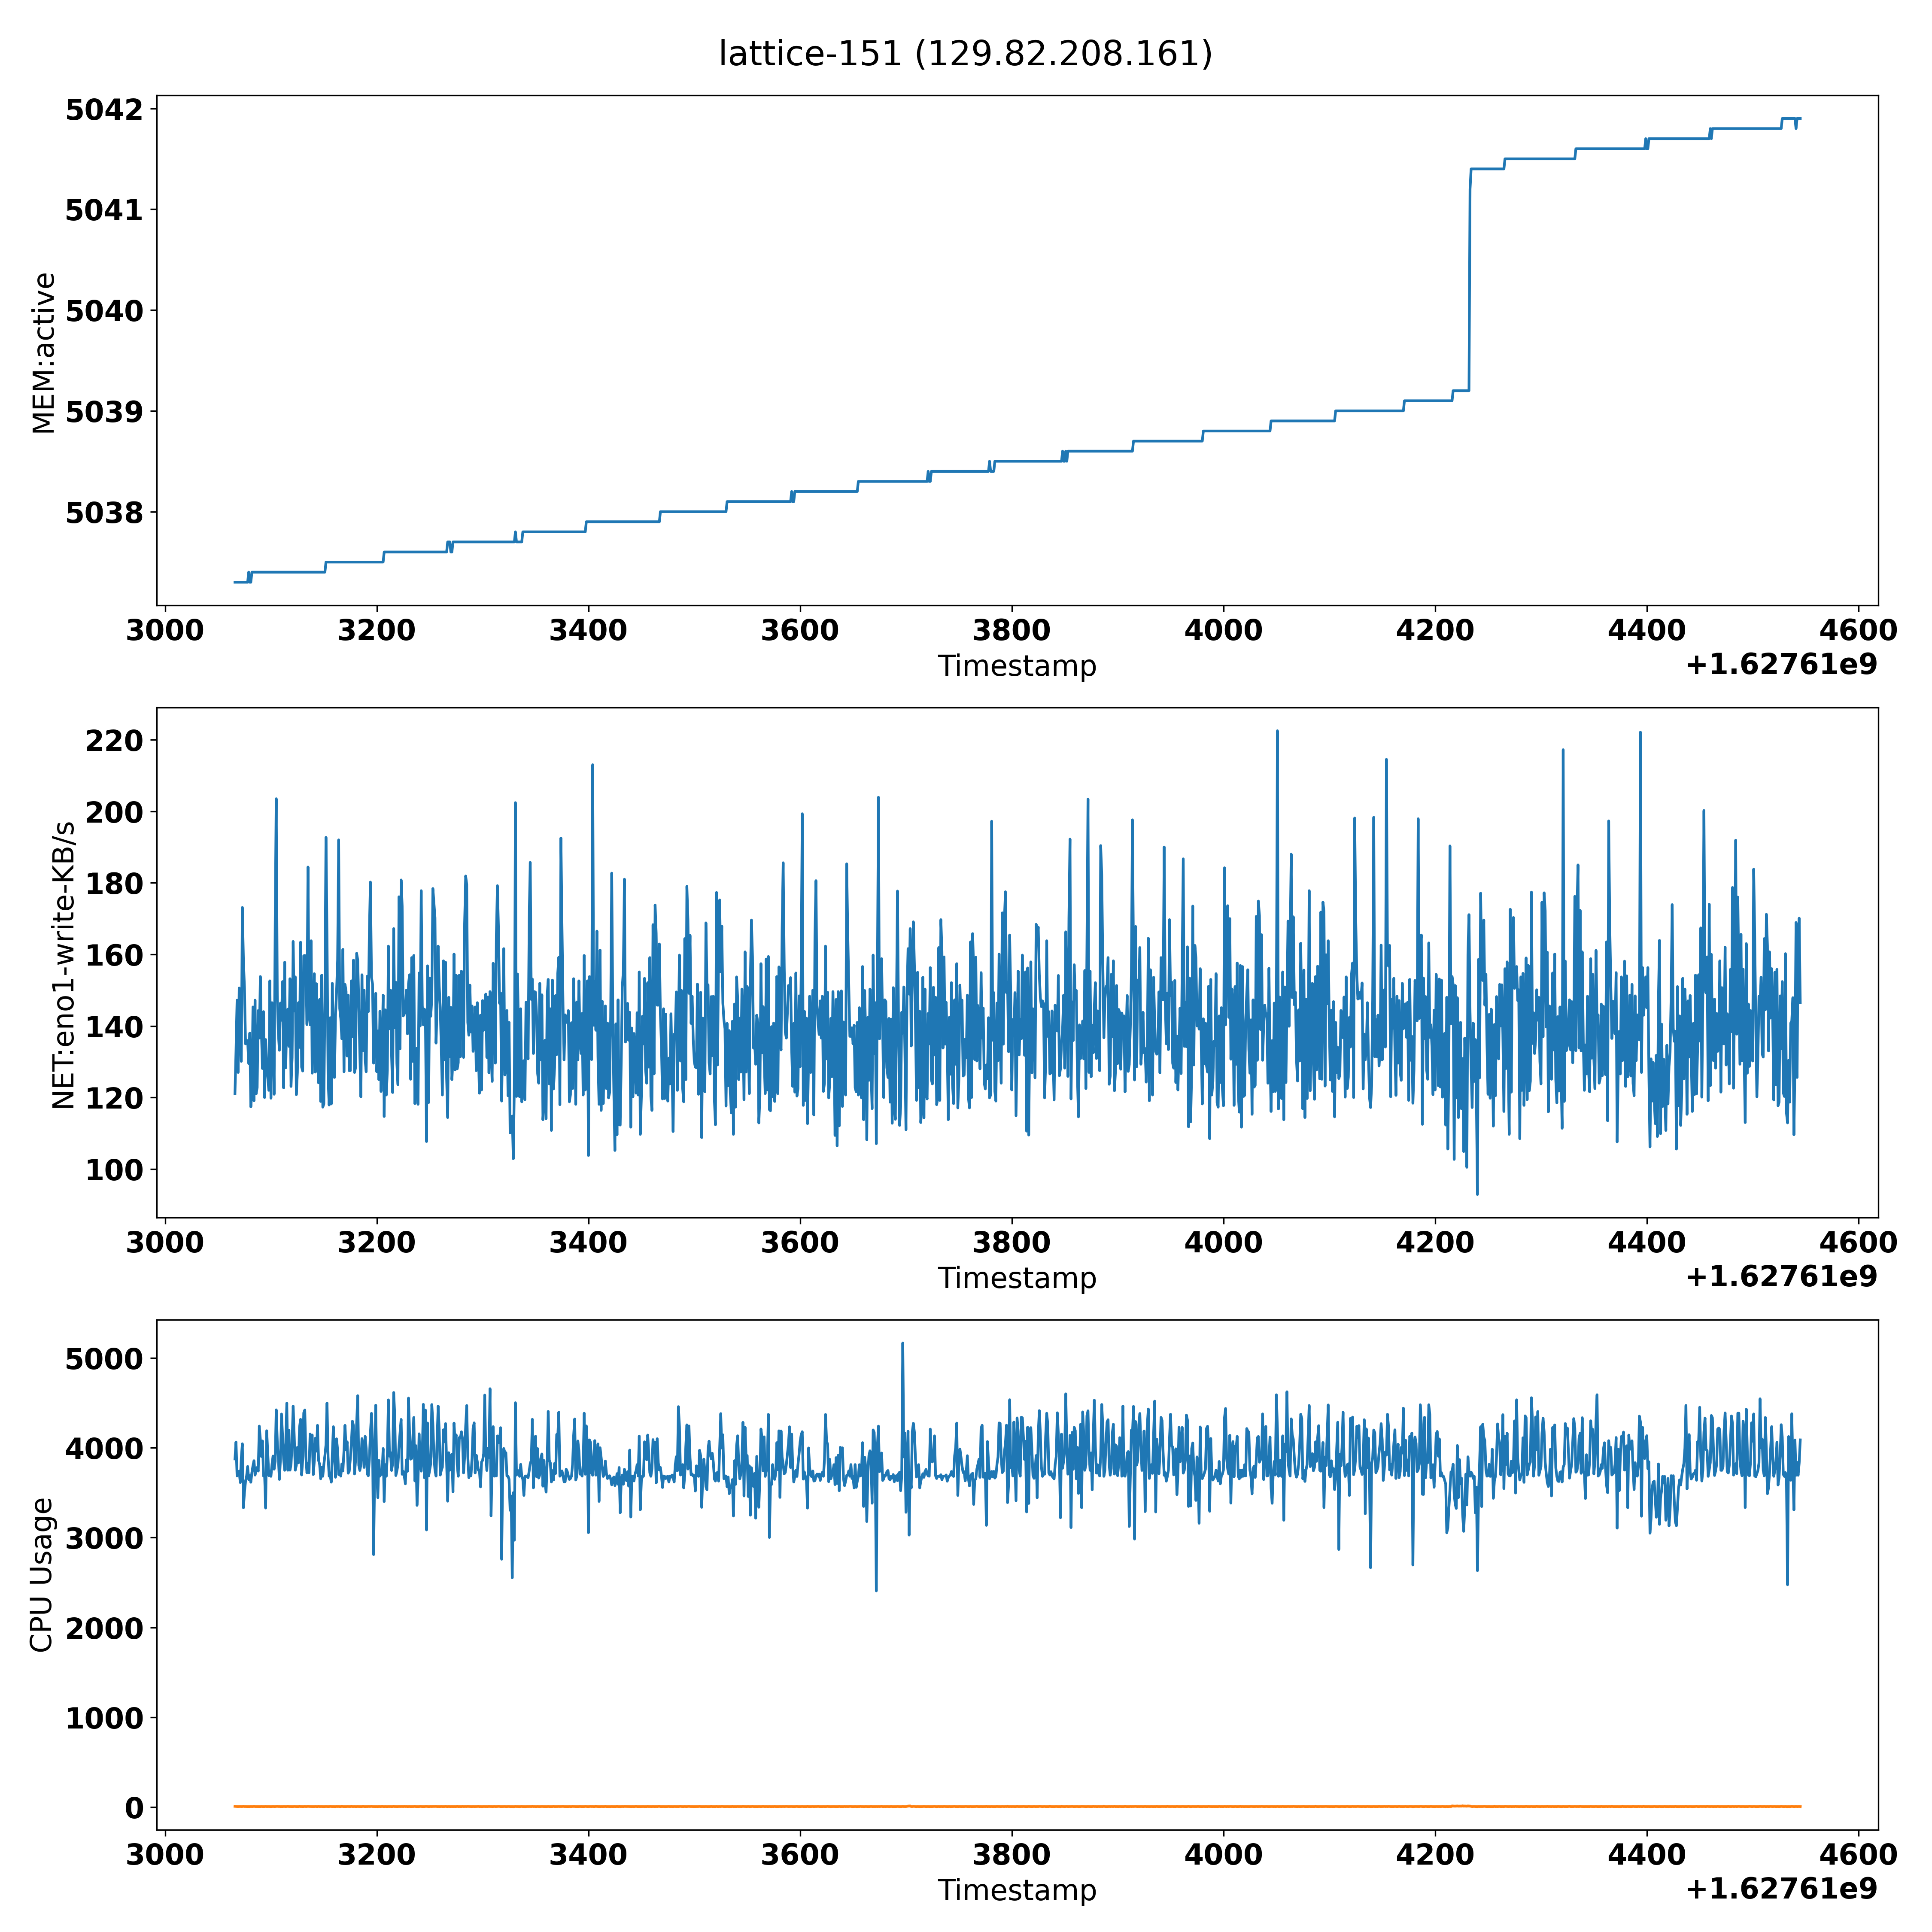 lattice-151 (129.82.208.161)
5042
5041
5040
5039
5038
MEM:active
3000 3200 3400 3600 3800 4000 4200 4400 4600
Timestamp
+1.62761e9
220
200
180
160
140
120
100
NET:eno1-write-KB/s
3000 3200 3400 3600 3800 4000 4200 4400 4600
Timestamp
+1.62761e9
5000
4000
3000
2000
1000
0
CPU Usage
3000 3200 3400 3600 3800 4000 4200 4400 4600
Timestamp
+1.62761e9